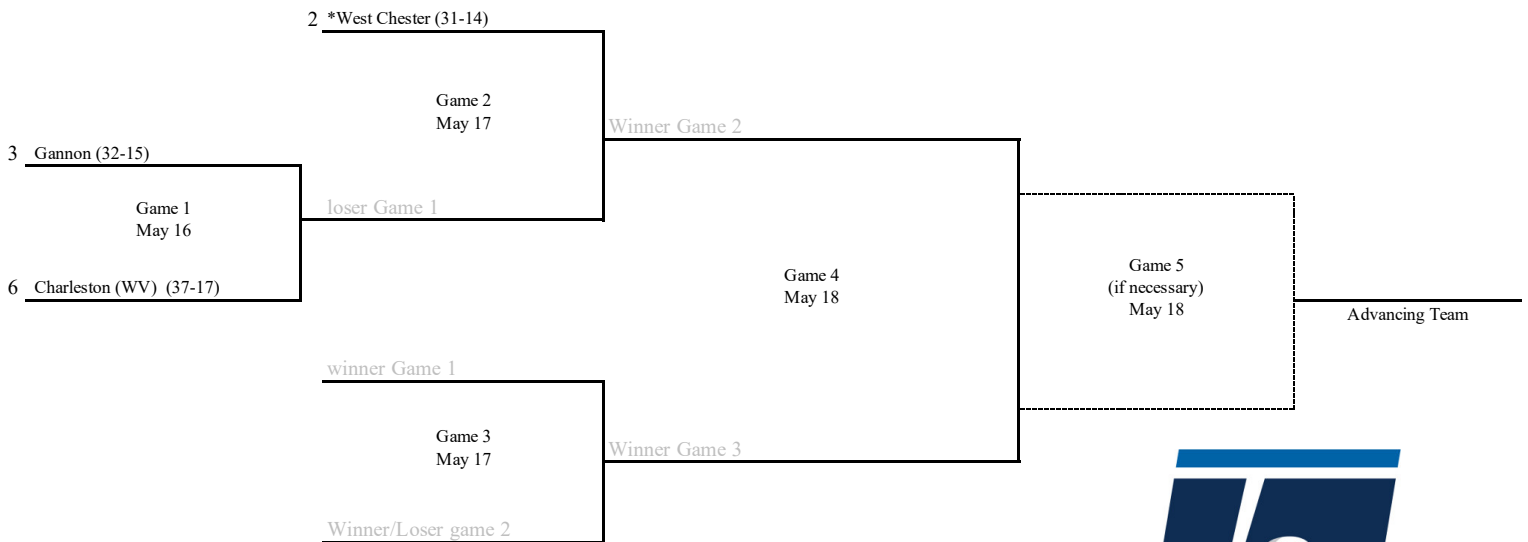 2 *West Chester (31-14)
Game 2
May 17
Winner Game 2
3 Gannon (32-15)
Game 1
May 16
loser Game 1
6 Charleston (WV) (37-17)
Game 4
May 18
Game 5
(if necessary)
May 18
Advancing Team
winner Game 1
Game 3
May 17
Winner Game 3
Winner/Loser game 2